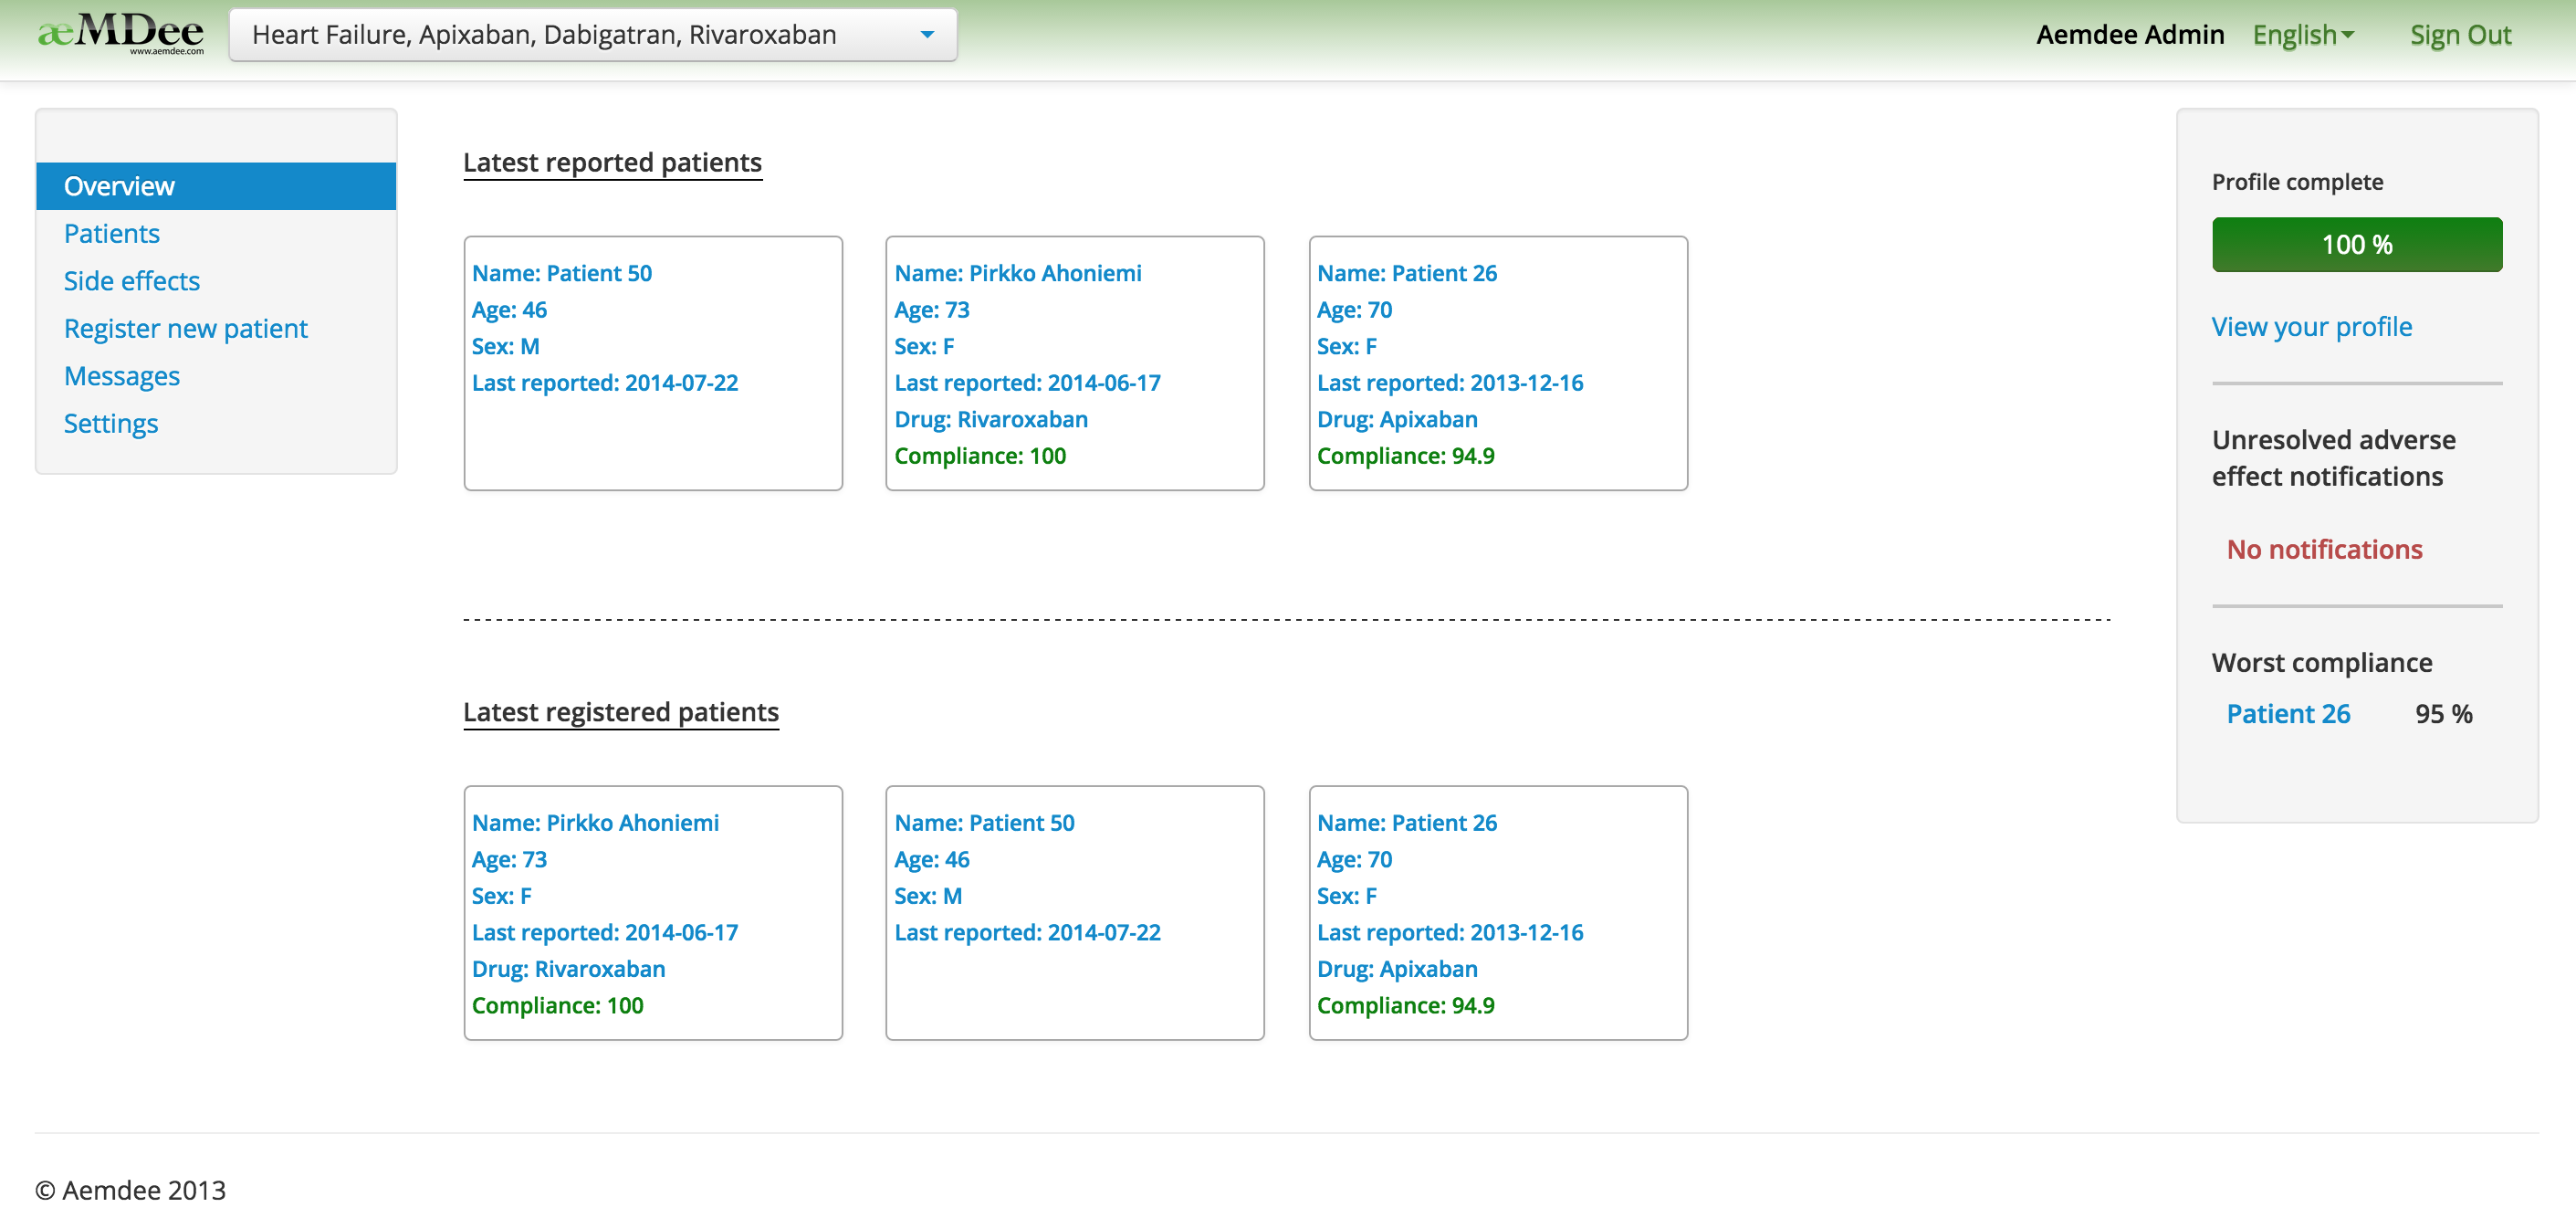 æMDee
www.aemdee.com
Heart Failure, Apixaban, Dabigatran, Rivaroxaban
Aemdee Admin
English
Sign Out
Overview
Patients
Side effects
Register new patient
Messages
Settings
Latest reported patients
Name: Patient 50
Age: 46
Sex: M
Last reported: 2014-07-22
Name: Pirkko Ahoniemi
Age: 73
Sex: F
Last reported: 2014-06-17
Drug: Rivaroxaban
Compliance: 100
Name: Patient 26
Age: 70
Sex: F
Last reported: 2013-12-16
Drug: Apixaban
Compliance: 94.9
Latest registered patients
Name: Pirkko Ahoniemi
Age: 73
Sex: F
Last reported: 2014-06-17
Drug: Rivaroxaban
Compliance: 100
Name: Patient 50
Age: 46
Sex: M
Last reported: 2014-07-22
Name: Patient 26
Age: 70
Sex: F
Last reported: 2013-12-16
Drug: Apixaban
Compliance: 94.9
Profile complete
100 %
View your profile
Unresolved adverse
effect notifications
No notifications
Worst compliance
Patient 26 95 %
© Aemdee 2013